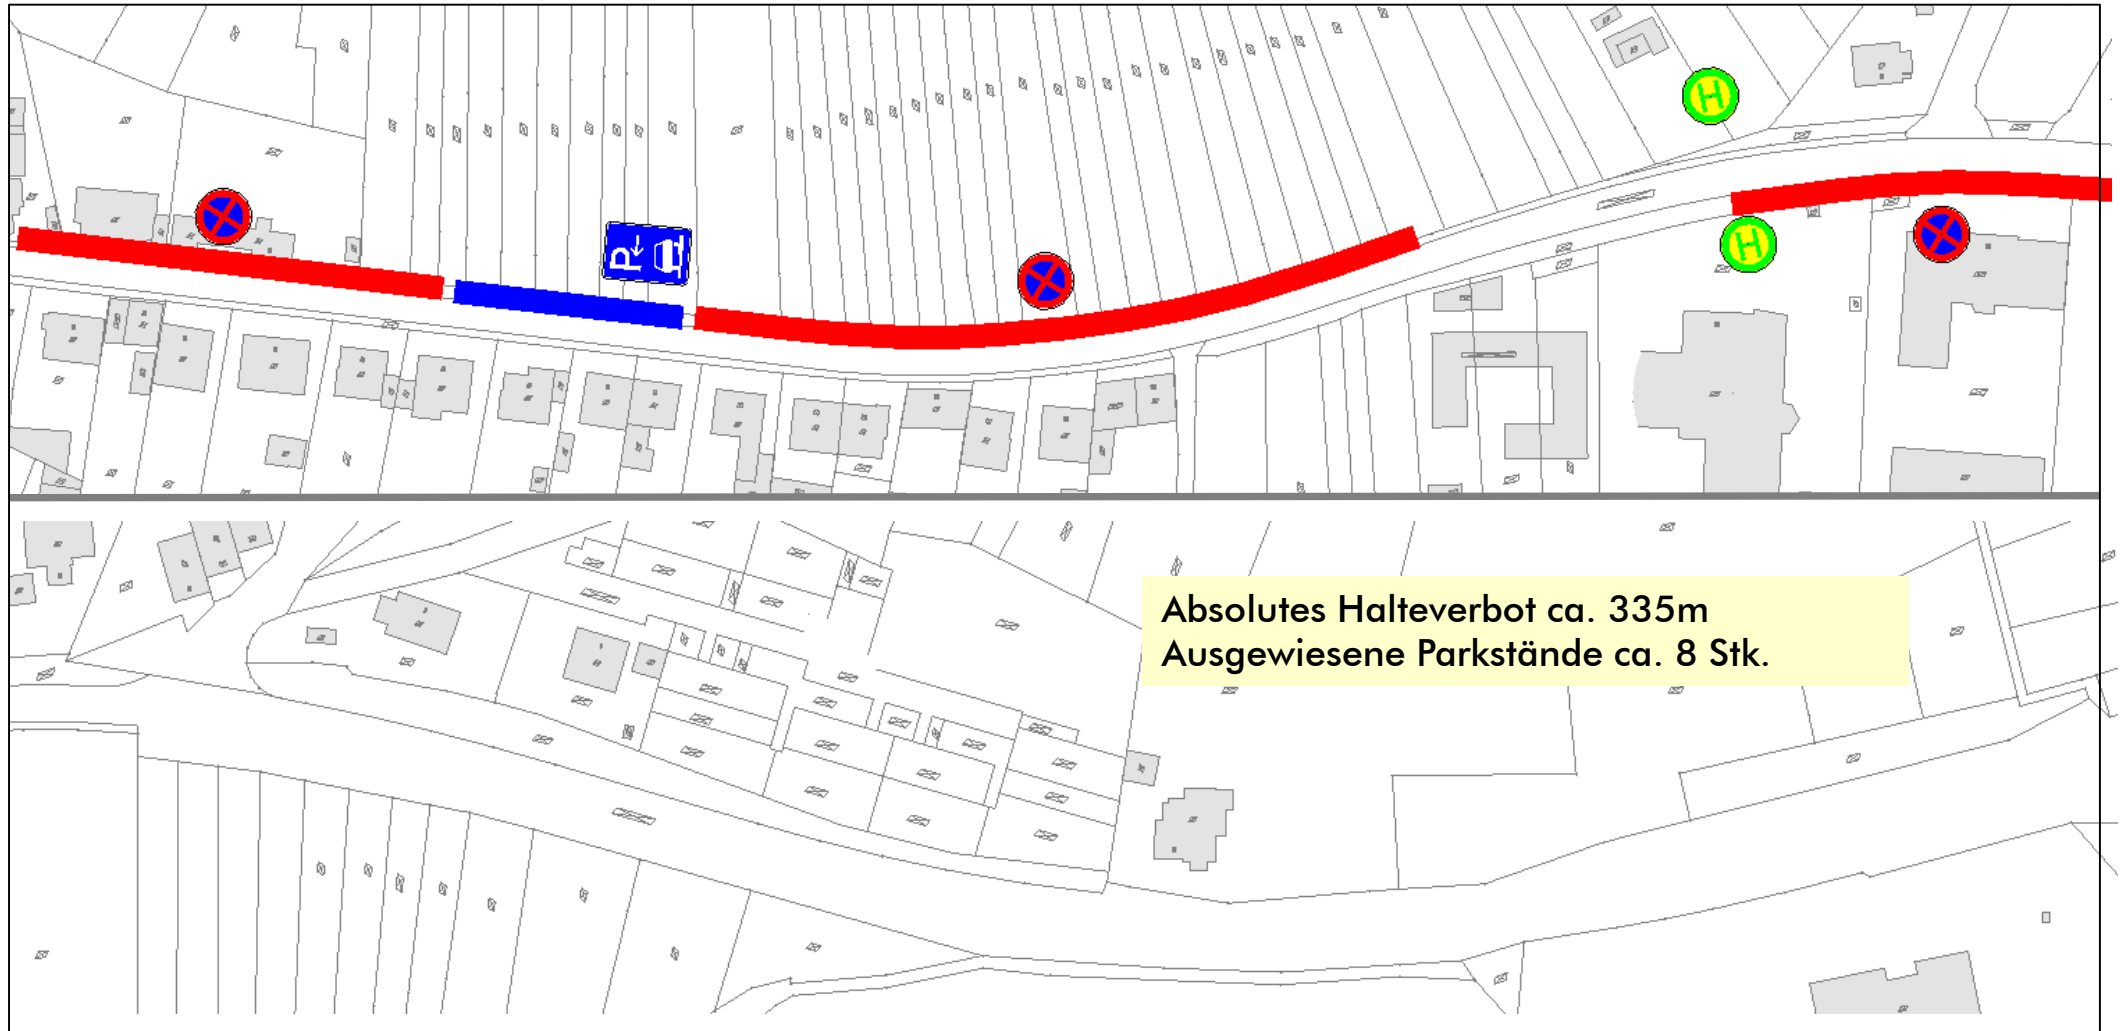 H
P
H
Absolutes Halteverbot ca. 335m
Ausgewiesene Parkstände ca. 8 Stk.